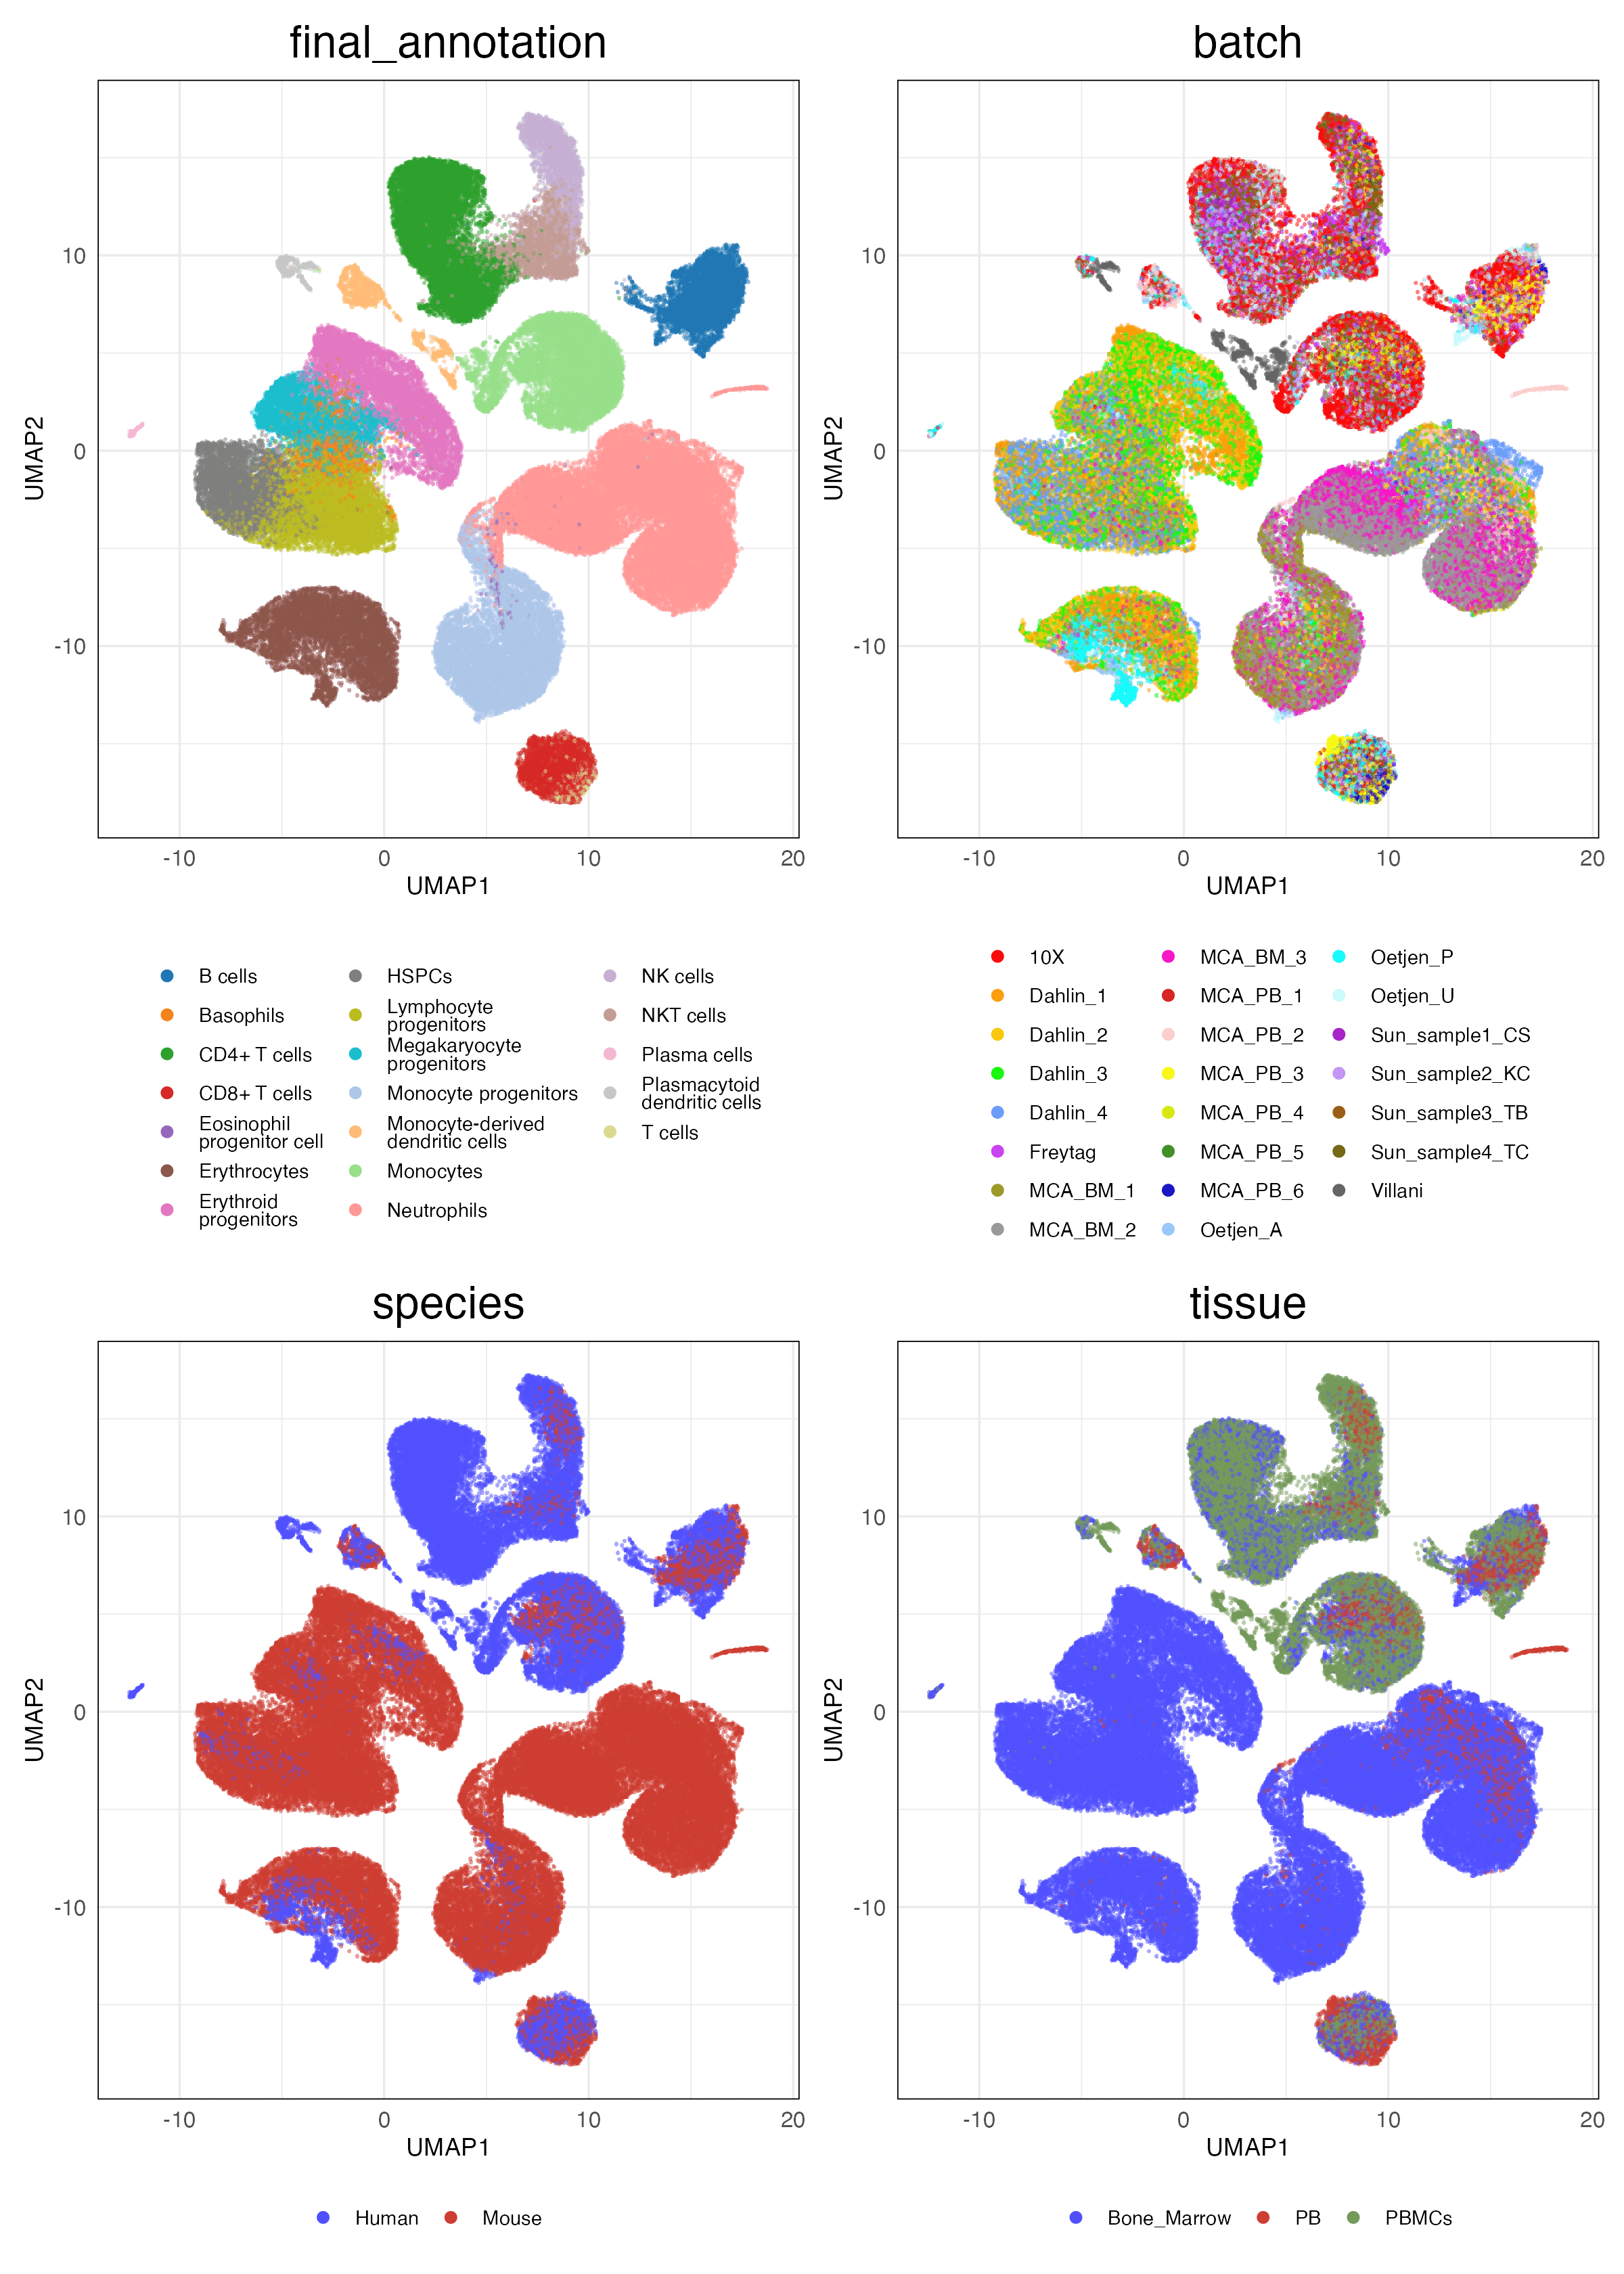 final_annotation
batch
10
0
-10
UMAP2
-10
0
10
20
UMAP1
10
0
-10
UMAP2
-10
0
10
20
UMAP1
B cells
Basophils
CD4+ T cells
CD8+ T cells
Eosinophil
progenitor cell
Erythrocytes
Erythroid
progenitors
HSPCs
Lymphocyte
progenitors
Megakaryocyte
progenitors
Monocyte progenitors
Monocyte-derived
dendritic cells
Monocytes
Neutrophils
NK cells
NKT cells
Plasma cells
Plasmacytoid
dendritic cells
T cells
10X
Dahlin_1
Dahlin_2
Dahlin_3
Dahlin_4
Freytag
MCA_BM_1
MCA_BM_2
MCA_BM_3
MCA_PB_1
MCA_PB_2
MCA_PB_3
MCA_PB_4
MCA_PB_5
MCA_PB_6
Oetjen_A
Oetjen_P
Oetjen_U
Sun_sample1_CS
Sun_sample2_KC
Sun_sample3_TB
Sun_sample4_TC
Villani
species
tissue
10
0
-10
UMAP2
-10
0
10
20
UMAP1
10
0
-10
UMAP2
-10
0
10
20
UMAP1
Human
Mouse
Bone_Marrow
PB
PBMCs